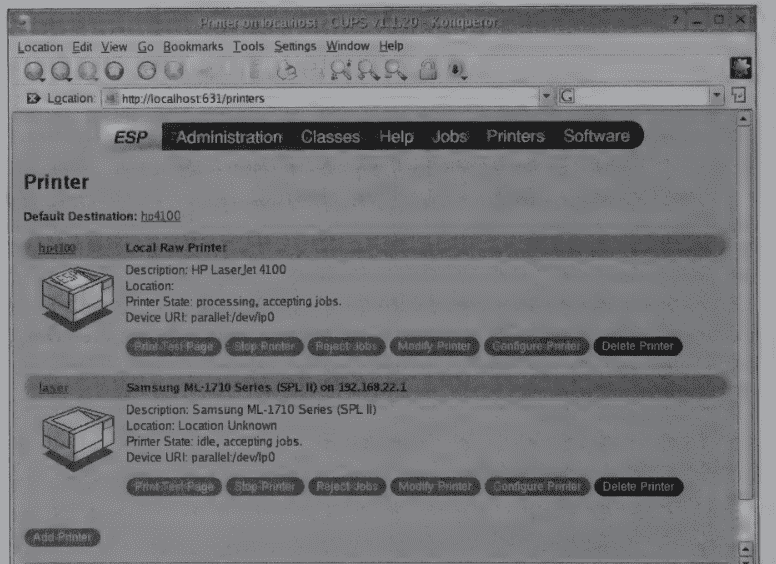 Printer on localhost - CUPS v1.1.20 - Konqueror
Location Edit View Go Bookmarks Tools Settings Window Help
Location: http://localhost:631/printers
ESP Administration Classes Help Jobs Printers Software
Printer
Default Destination: hp4100
hp4100 Local Raw Printer
ESP
Description: HP LaserJet 4100
Location:
Printer State: processing, accepting jobs.
Device URI: parallel:/dev/lp0
Print Test Page Stop Printer Reject Jobs Modify Printer Configure Printer Delete Printer
laser Samsung ML-1710 Series (SPL II) on 192.168.22.1
Description: Samsung ML-1710 Series (SPL II)
Location: Location Unknown
Printer State: idle, accepting jobs.
Device URI: parallel:/dev/lp0
Print Test Page Stop Printer Reject Jobs Modify Printer Configure Printer Delete Printer
Add Printer